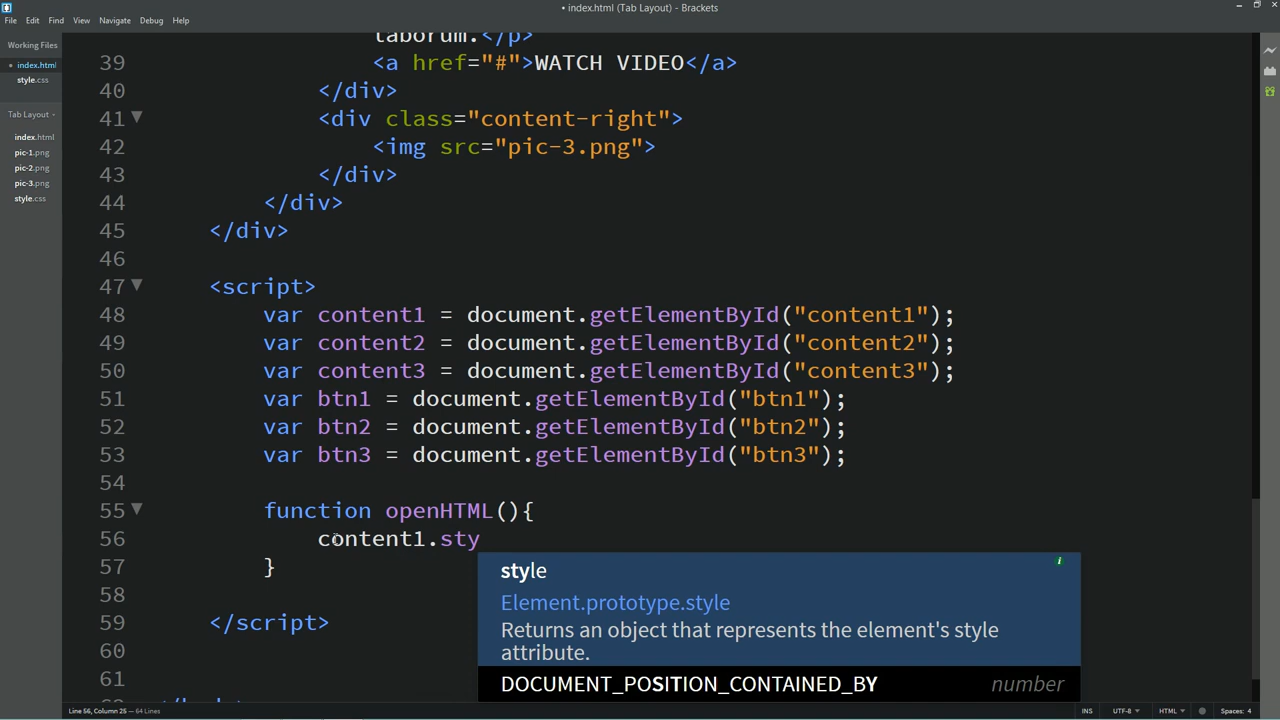 • index.html (Tab Layout) - Brackets
File Edit Find View Navigate Debug Help
Working Files
• index.html
style.css
Tab Layout
index.html
pic-1.png
pic-2.png
pic-3.png
style.css
laborum.</p>
39 <a href="#">WATCH VIDEO</a>
40 </div>
41 <div class="content-right">
42 <img src="pic-3.png">
43 </div>
44 </div>
45 </div>
46
47 <script>
48 var content1 = document.getElementById("content1");
49 var content2 = document.getElementById("content2");
50 var content3 = document.getElementById("content3");
51 var btn1 = document.getElementById("btn1");
52 var btn2 = document.getElementById("btn2");
53 var btn3 = document.getElementById("btn3");
54
55 function openHTML(){
56 content1.sty
57 }
58
59 </script>
60
61
style
Element.prototype.style
Returns an object that represents the element's style
attribute.
DOCUMENT_POSITION_CONTAINED_BY number
Line 56, Column 25 — 64 Lines
INS UTF-8 HTML Spaces: 4